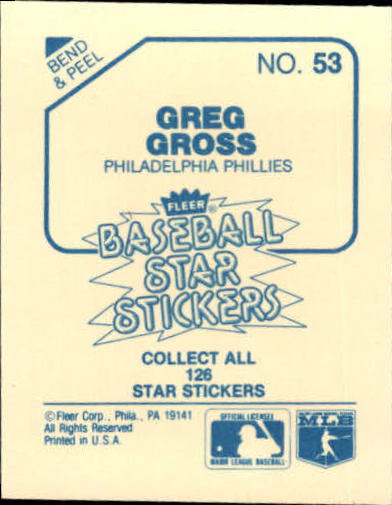 BEND
& PEEL
NO. 53
GREG
GROSS
PHILADELPHIA PHILLIES
FLEER®
BASEBALL
STAR
STICKERS
COLLECT ALL
126
STAR STICKERS
© Fleer Corp., Phila., PA 19141
All Rights Reserved
Printed in U.S.A.
OFFICIAL LICENSEE
MAJOR LEAGUE BASEBALL
MLB